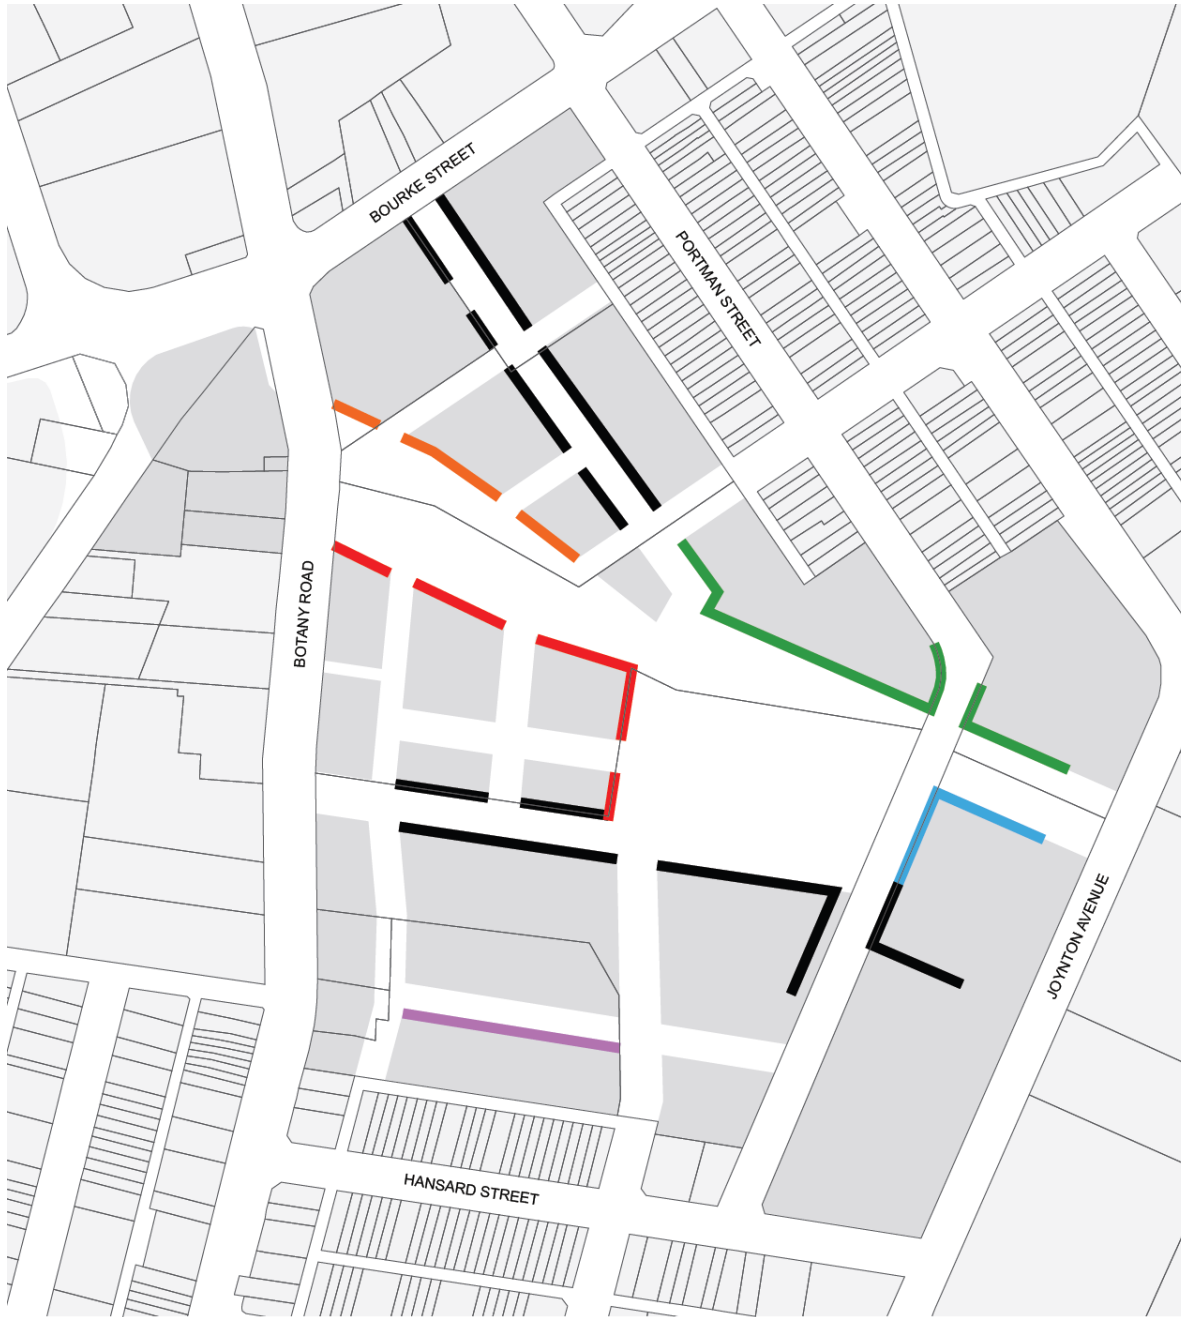 BOURKE STREET
PORTMAN STREET
BOTANY ROAD
JOYNTON AVENUE
HANSARD STREET